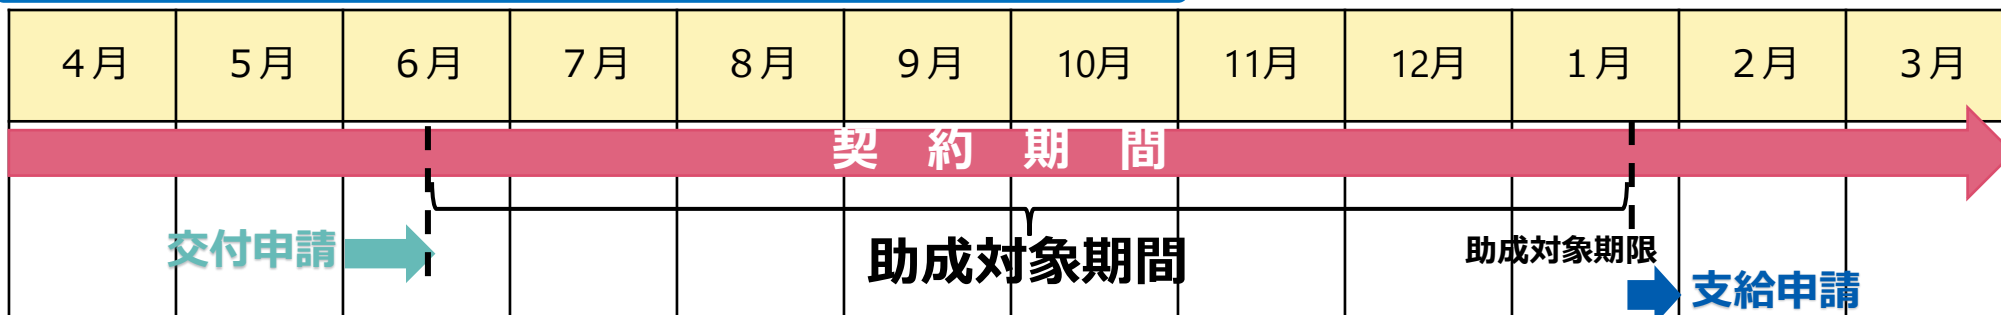 4月 5月 6月 7月 8月 9月 10月 11月 12月 1月 2月 3月
契 約 期 間
交付申請
助成対象期間
助成対象期限
支給申請